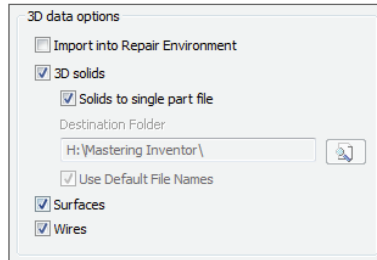 3D data options
Import into Repair Environment
3D solids
Solids to single part file
Destination Folder
H:\Mastering Inventor\
Use Default File Names
Surfaces
Wires